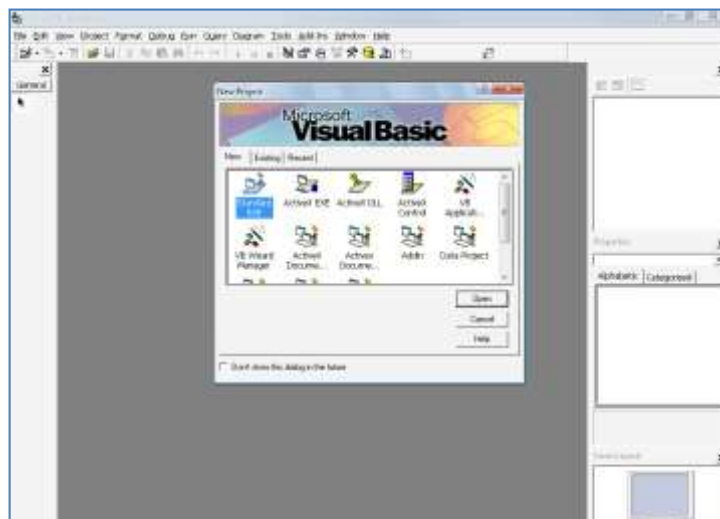 File Edit View Project Format Debug Run Query Diagram Tools Add-Ins Window Help
General
New Project
Microsoft
Visual Basic
New Existing Recent
Standard EXE ActiveX EXE ActiveX DLL ActiveX Control VB Applicati...
VB Wizard Manager ActiveX Docume... ActiveX Docume... Addin Data Project
Open
Cancel
Help
Don't show this dialog in the future
Properties
Alphabetic Categorized